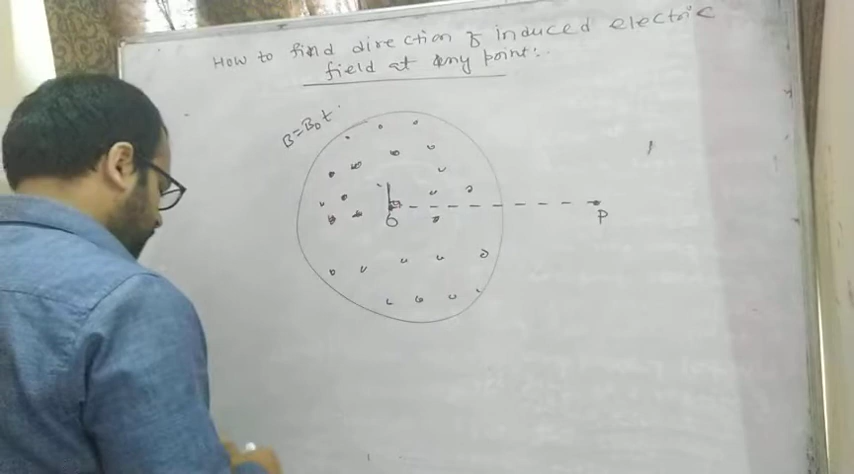 How to find direction of induced electric
field at any point:
B=B₀t
O
P